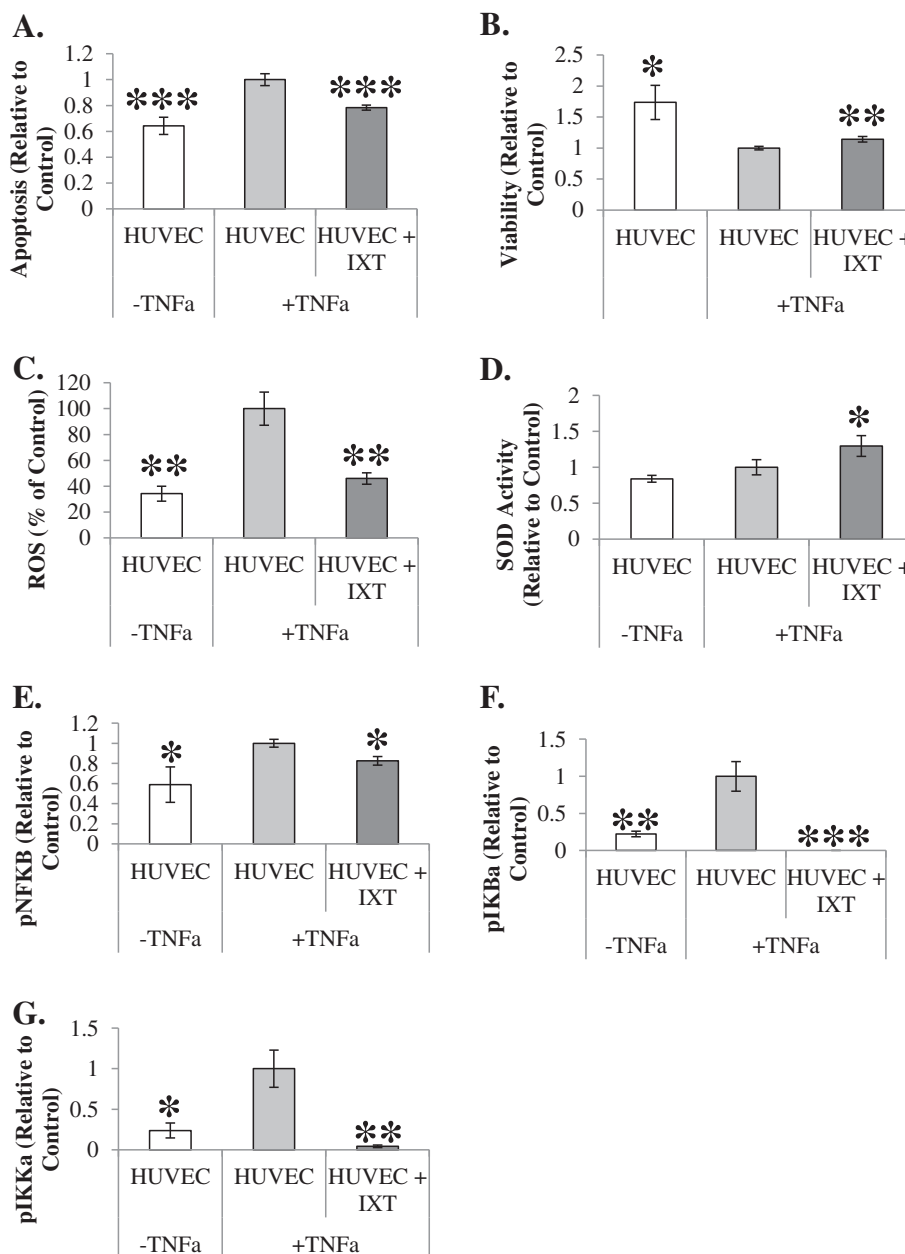 A.
Apoptosis (Relative to
Control)
1.2
1
0.8
0.6
0.4
0.2
0
***
***
HUVEC
HUVEC
HUVEC +
IXT
-TNFa
+TNFa
B.
Viability (Relative to
Control)
2.5
2
1.5
1
0.5
0
*
**
HUVEC
HUVEC
HUVEC +
IXT
+TNFa
C.
ROS (% of Control)
120
100
80
60
40
20
0
**
**
HUVEC
HUVEC
HUVEC +
IXT
-TNFa
+TNFa
D.
SOD Activity
(Relative to Control)
2
1.5
1
0.5
0
*
HUVEC
HUVEC
HUVEC +
IXT
-TNFa
+TNFa
E.
pNFKB (Relative to
Control)
1.2
1
0.8
0.6
0.4
0.2
0
*
*
HUVEC
HUVEC
HUVEC +
IXT
-TNFa
+TNFa
F.
pIKBa (Relative to
Control)
1.5
1
0.5
0
**
***
HUVEC
HUVEC
HUVEC +
IXT
-TNFa
+TNFa
G.
pIKKa (Relative to
Control)
1.5
1
0.5
0
*
**
HUVEC
HUVEC
HUVEC +
IXT
-TNFa
+TNFa